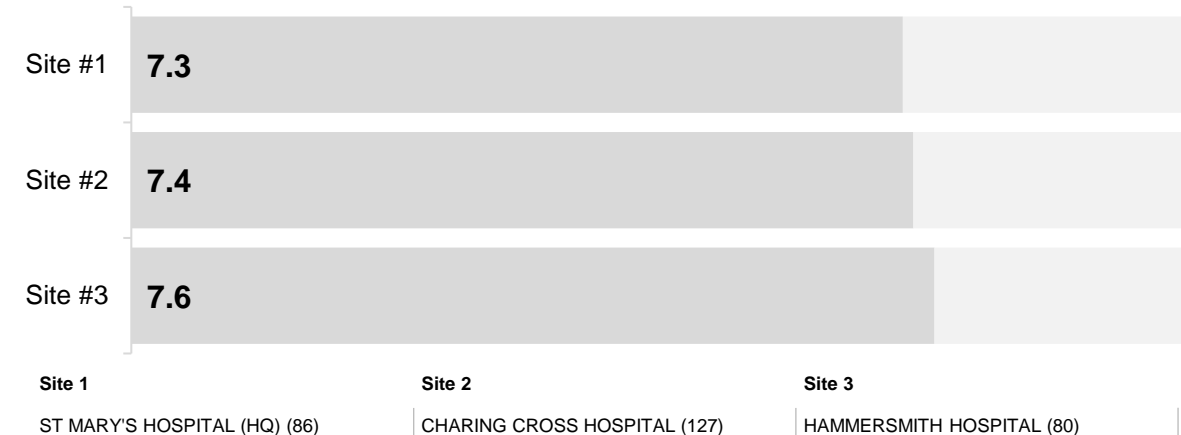 Site #1 7.3
Site #2 7.4
Site #3 7.6
Site 1 Site 2 Site 3
ST MARY'S HOSPITAL (HQ) (86) CHARING CROSS HOSPITAL (127) HAMMERSMITH HOSPITAL (80)